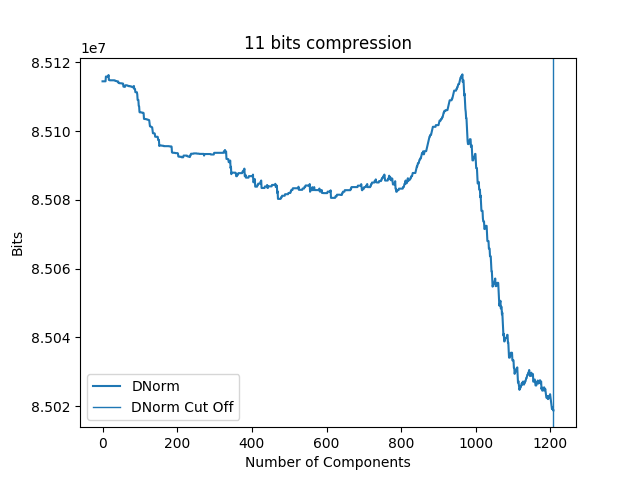 11 bits compression
1e7
8.512
8.510
8.508
8.506
8.504
8.502
Bits
DNorm
DNorm Cut Off
0 200 400 600 800 1000 1200
Number of Components